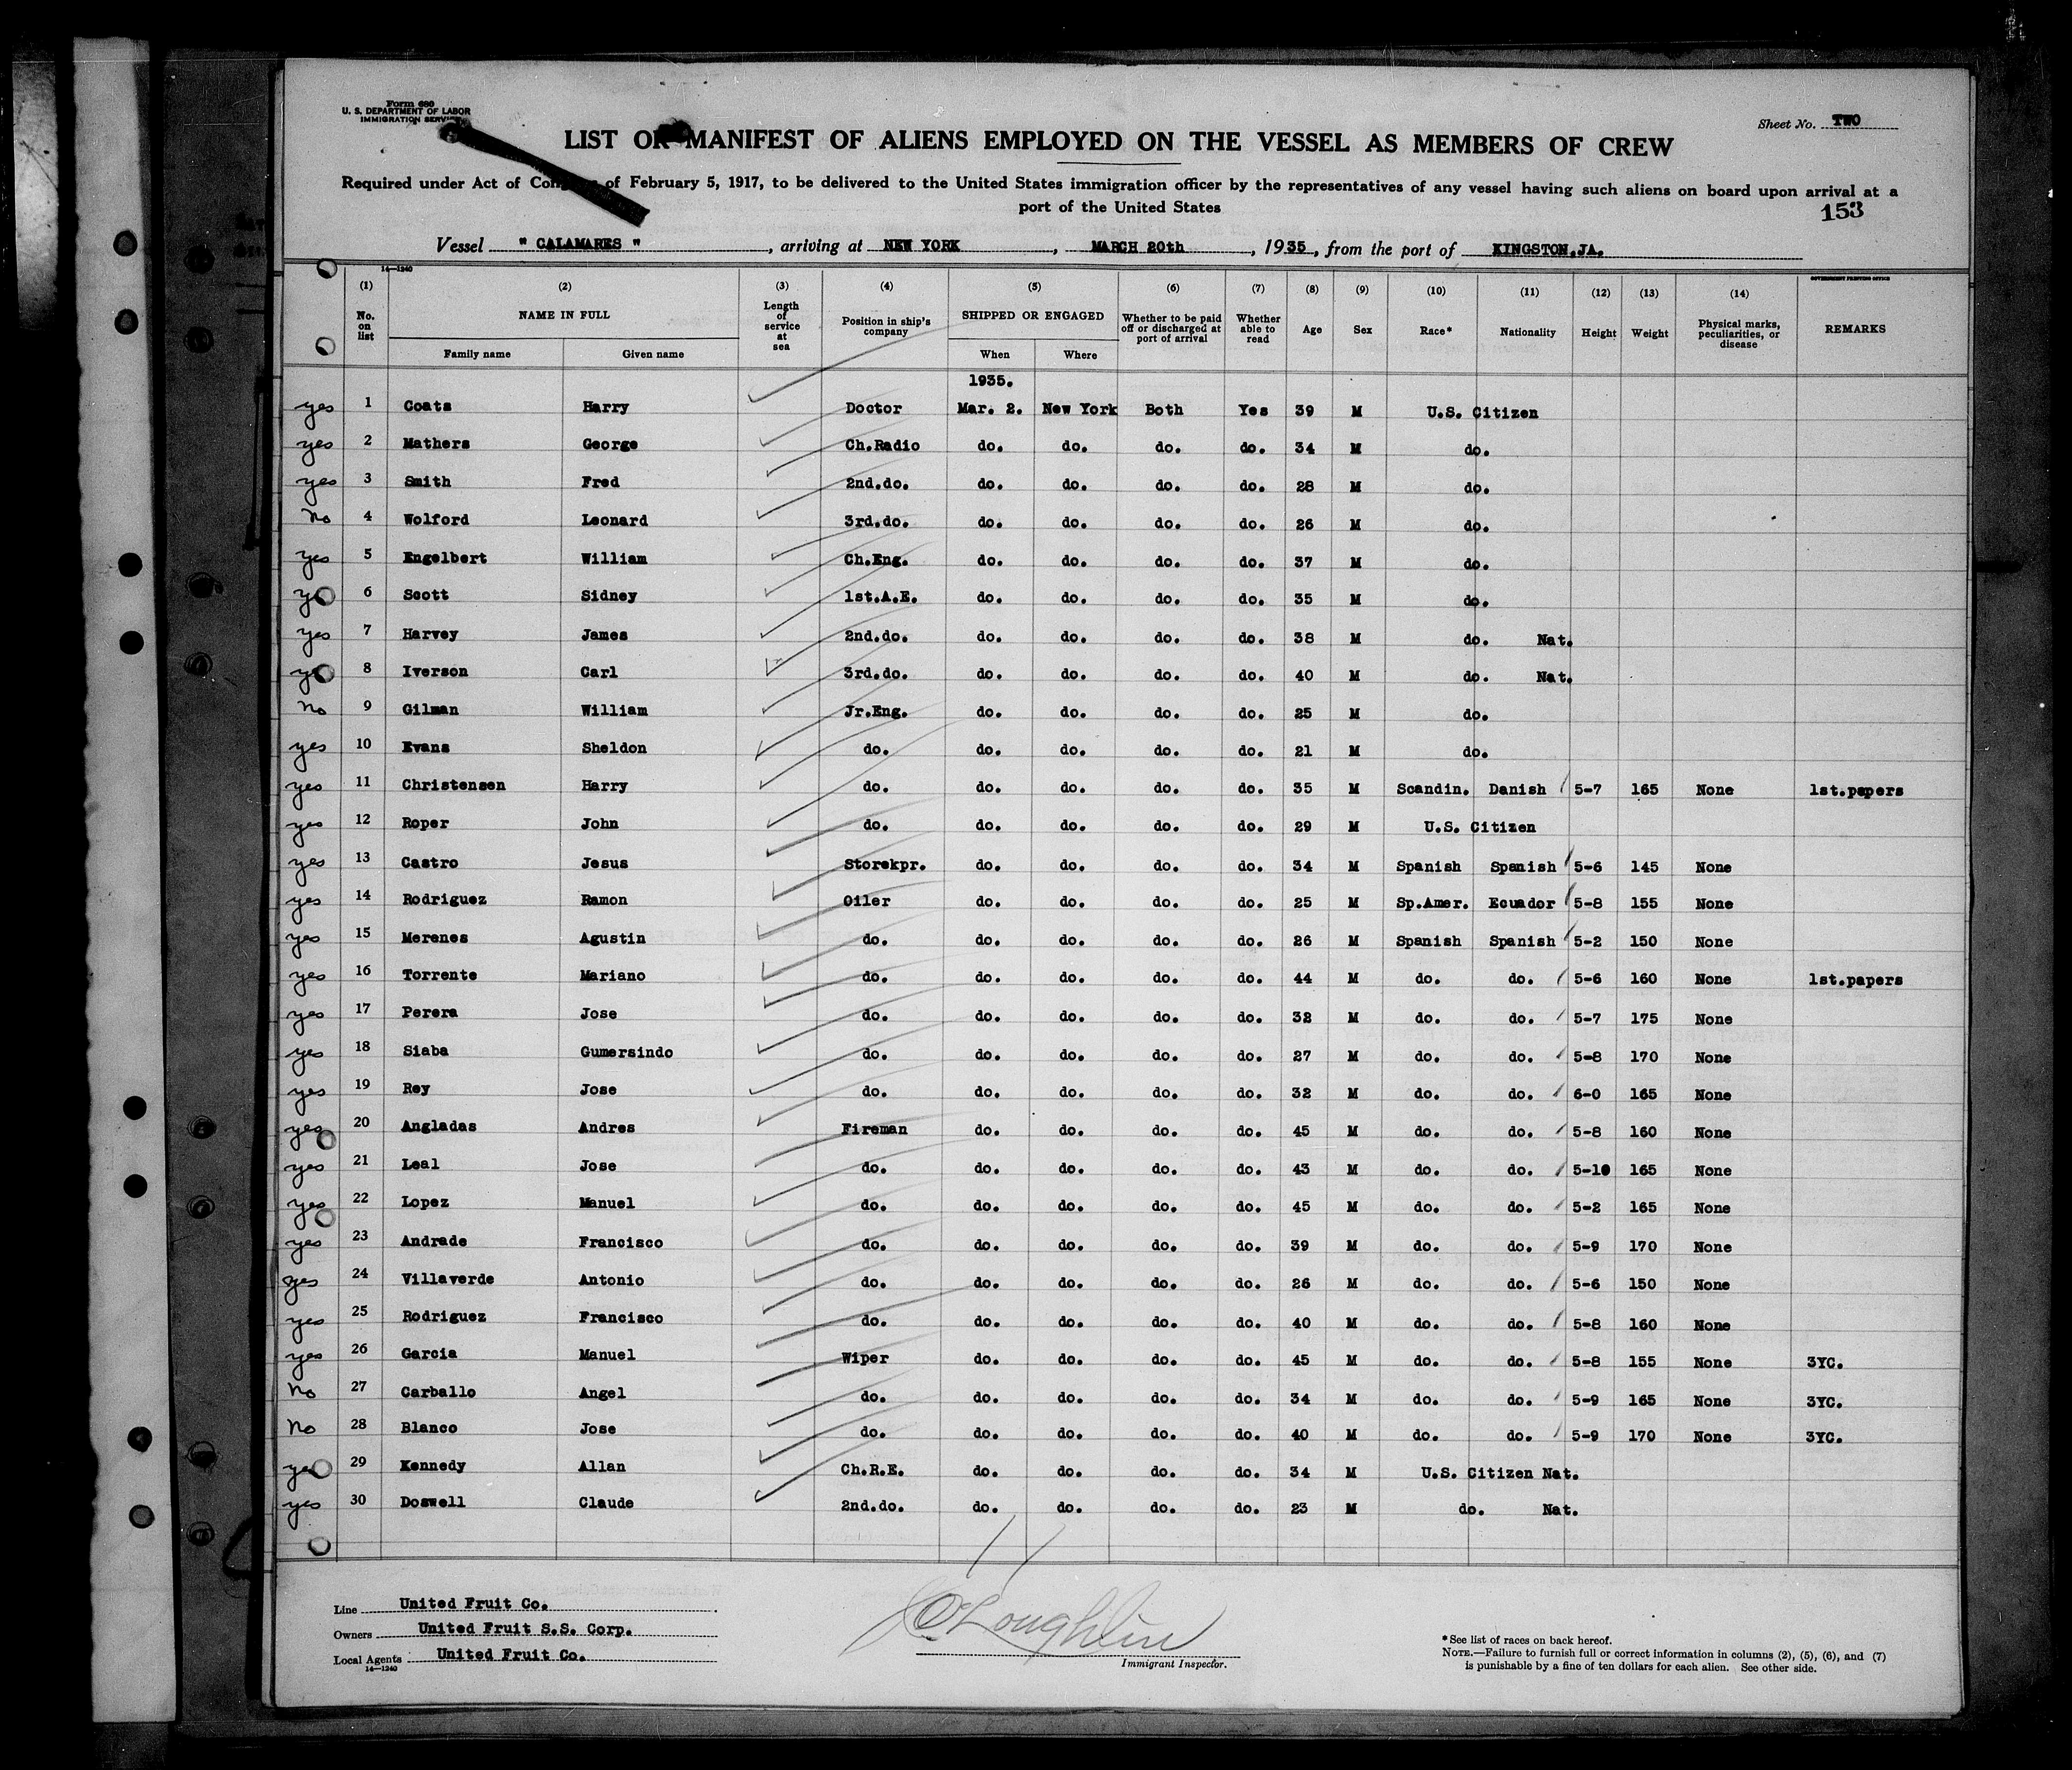 Form 680
U. S. DEPARTMENT OF LABOR
IMMIGRATION SERVICE
Sheet No. TWO
LIST OR MANIFEST OF ALIENS EMPLOYED ON THE VESSEL AS MEMBERS OF CREW
Required under Act of Congress of February 5, 1917, to be delivered to the United States immigration officer by the representatives of any vessel having such aliens on board upon arrival at a
port of the United States
153
Vessel " CALAMARES ", arriving at NEW YORK, MARCH 20th, 1935, from the port of KINGSTON,JA.
14—1240
GOVERNMENT PRINTING OFFICE
(1) (2) (3) (4) (5) (6) (7) (8) (9) (10) (11) (12) (13) (14)
No. on list NAME IN FULL Length of service at sea Position in ship's company SHIPPED OR ENGAGED Whether to be paid off or discharged at port of arrival Whether able to read Age Sex Race* Nationality Height Weight Physical marks, peculiarities, or disease REMARKS
Family name Given name When Where
1935.
yes 1 Coats Harry Doctor Mar. 2. New York Both Yes 39 M U.S. Citizen
yes 2 Mathers George Ch.Radio do. do. do. do. 34 M do.
yes 3 Smith Fred 2nd.do. do. do. do. do. 28 M do.
No 4 Wolford Leonard 3rd.do. do. do. do. do. 26 M do.
yes 5 Engelbert William Ch.Eng. do. do. do. do. 37 M do.
yes 6 Scott Sidney 1st.A.E. do. do. do. do. 35 M do.
yes 7 Harvey James 2nd.do. do. do. do. do. 38 M do. Nat.
yes 8 Iverson Carl 3rd.do. do. do. do. do. 40 M do. Nat.
No 9 Gilman William Jr.Eng. do. do. do. do. 25 M do.
yes 10 Evans Sheldon do. do. do. do. do. 21 M do.
yes 11 Christensen Harry do. do. do. do. do. 35 M Scandin. Danish 5-7 165 None 1st.papers
yes 12 Roper John do. do. do. do. do. 29 M U.S. Citizen
yes 13 Castro Jesus Storekpr. do. do. do. do. 34 M Spanish Spanish 5-6 145 None
yes 14 Rodriguez Ramon Oiler do. do. do. do. 25 M Sp.Amer. Ecuador 5-8 155 None
yes 15 Merenes Agustin do. do. do. do. do. 26 M Spanish Spanish 5-2 150 None
yes 16 Torrente Mariano do. do. do. do. do. 44 M do. do. 5-6 160 None 1st.papers
yes 17 Perera Jose do. do. do. do. do. 32 M do. do. 5-7 175 None
yes 18 Siaba Gumersindo do. do. do. do. do. 27 M do. do. 5-8 170 None
yes 19 Rey Jose do. do. do. do. do. 32 M do. do. 6-0 165 None
yes 20 Angladas Andres Fireman do. do. do. do. 45 M do. do. 5-8 160 None
yes 21 Leal Jose do. do. do. do. do. 43 M do. do. 5-10 165 None
yes 22 Lopez Manuel do. do. do. do. do. 45 M do. do. 5-2 165 None
yes 23 Andrade Francisco do. do. do. do. do. 39 M do. do. 5-9 170 None
yes 24 Villaverde Antonio do. do. do. do. do. 26 M do. do. 5-6 150 None
yes 25 Rodriguez Francisco do. do. do. do. do. 40 M do. do. 5-8 160 None
yes 26 Garcia Manuel Wiper do. do. do. do. 45 M do. do. 5-8 155 None 3YC.
No 27 Carballo Angel do. do. do. do. do. 34 M do. do. 5-9 165 None 3YC.
No 28 Blanco Jose do. do. do. do. do. 40 M do. do. 5-9 170 None 3YC.
yes 29 Kennedy Allan Ch.R.E. do. do. do. do. 34 M U.S. Citizen Nat.
yes 30 Doswell Claude 2nd.do. do. do. do. do. 23 M do. Nat.
Line United Fruit Co.
Owners United Fruit S.S. Corp.
Local Agents United Fruit Co.
14—1240
O'Loughlin
Immigrant Inspector.
*See list of races on back hereof.
NOTE.—Failure to furnish full or correct information in columns (2), (5), (6), and (7)
is punishable by a fine of ten dollars for each alien. See other side.